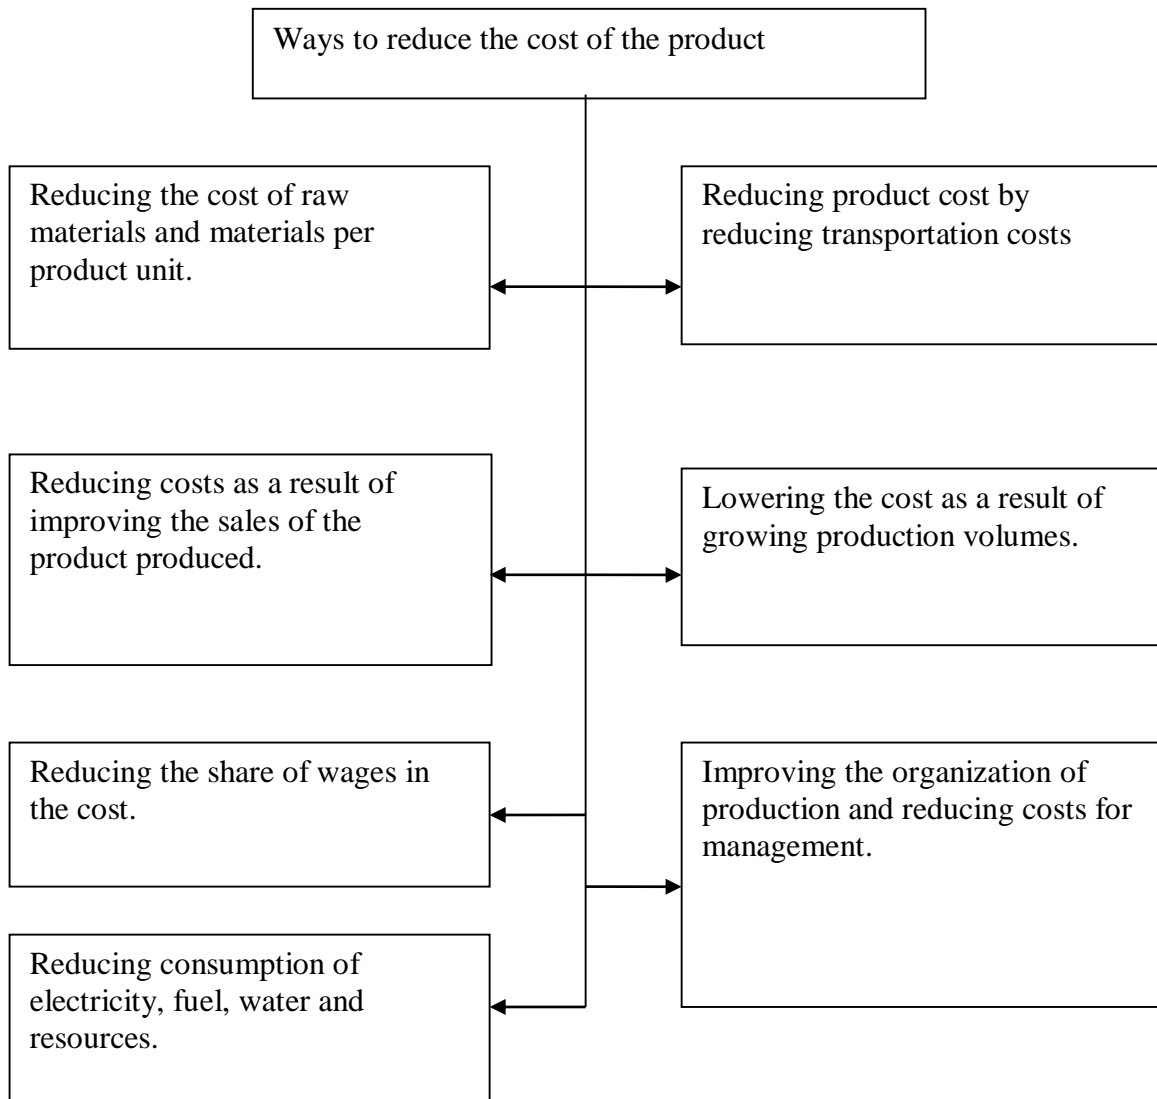 Ways to reduce the cost of the product
Reducing the cost of raw
materials and materials per
product unit.
Reducing product cost by
reducing transportation costs
Reducing costs as a result of
improving the sales of the
product produced.
Lowering the cost as a result of
growing production volumes.
Reducing the share of wages in
the cost.
Improving the organization of
production and reducing costs for
management.
Reducing consumption of
electricity, fuel, water and
resources.